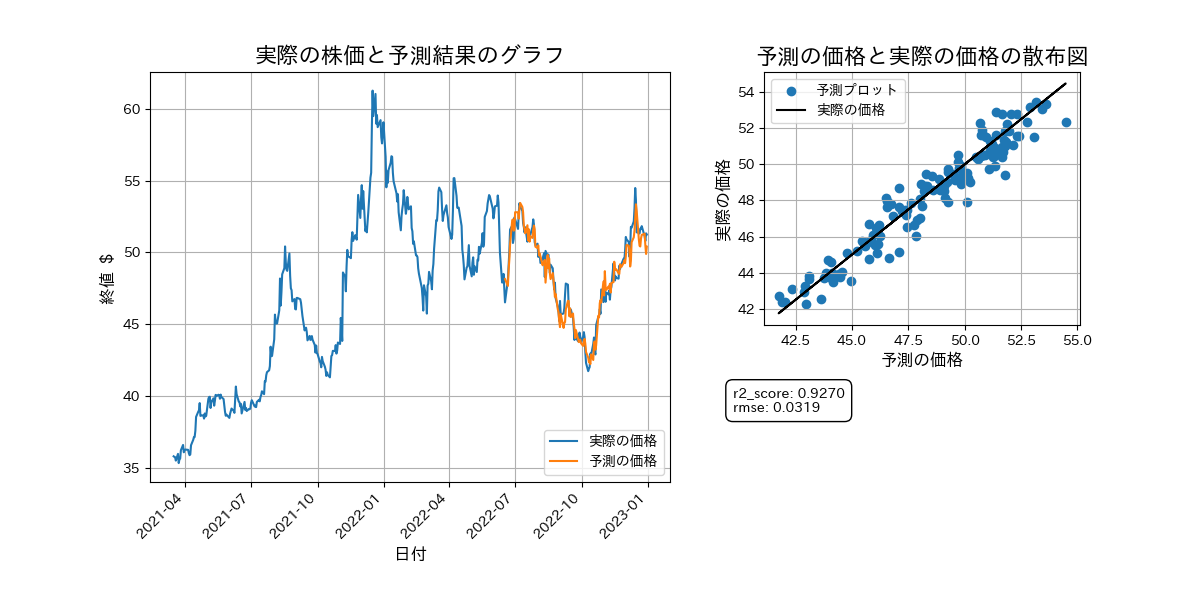 実際の株価と予測結果のグラフ
終値 $
60
55
50
45
40
35
2021-04
2021-07
2021-10
2022-01
2022-04
2022-07
2022-10
2023-01
日付
実際の価格
予測の価格
予測の価格と実際の価格の散布図
実際の価格
54
52
50
48
46
44
42
42.5
45.0
47.5
50.0
52.5
55.0
予測の価格
予測プロット
実際の価格
r2_score: 0.9270
rmse: 0.0319